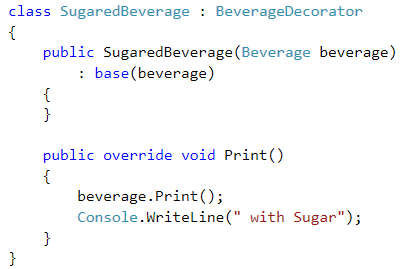 class SugaredBeverage : BeverageDecorator
{
    public SugaredBeverage(Beverage beverage)
        : base(beverage)
    {
    }

    public override void Print()
    {
        beverage.Print();
        Console.WriteLine(" with Sugar");
    }
}